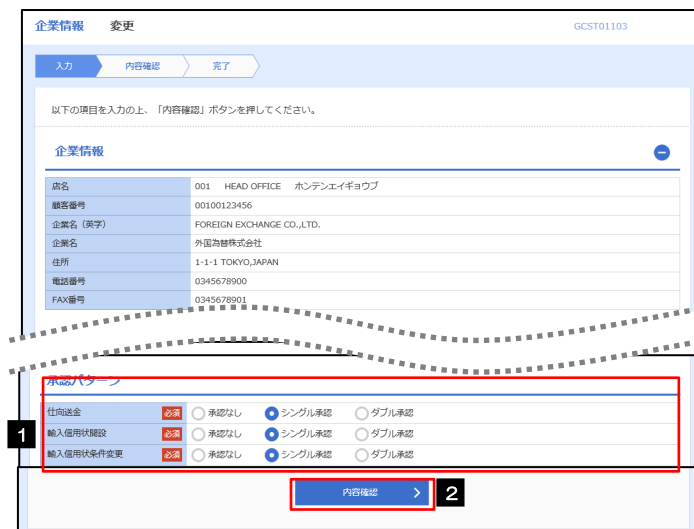 企業情報 変更 GCST01103
入力 内容確認 完了
以下の項目を入力の上、「内容確認」ボタンを押してください。
企業情報
店名 001 HEAD OFFICE ホンテンエイギョウブ
顧客番号 00100123456
企業名（英字） FOREIGN EXCHANGE CO.,LTD.
企業名 外国為替株式会社
住所 1-1-1 TOKYO,JAPAN
電話番号 0345678900
FAX番号 0345678901
承認パターン
仕向送金 必須 承認なし シングル承認 ダブル承認
1 輸入信用状開設 必須 承認なし シングル承認 ダブル承認
輸入信用状条件変更 必須 承認なし シングル承認 ダブル承認
内容確認 2